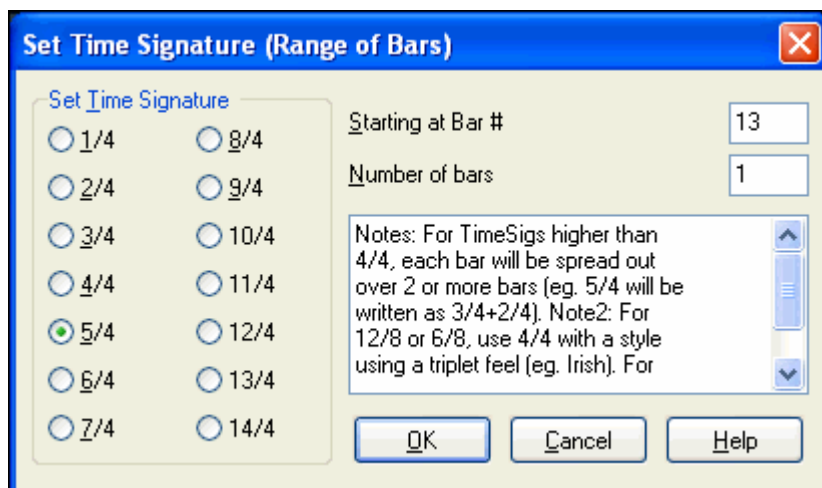 Set Time Signature (Range of Bars)
Set Time Signature
1/4
2/4
3/4
4/4
5/4
6/4
7/4
8/4
9/4
10/4
11/4
12/4
13/4
14/4
Starting at Bar # 13
Number of bars 1
Notes: For TimeSigs higher than
4/4, each bar will be spread out
over 2 or more bars (eg. 5/4 will be
written as 3/4+2/4). Note2: For
12/8 or 6/8, use 4/4 with a style
using a triplet feel (eg. Irish). For
OK Cancel Help